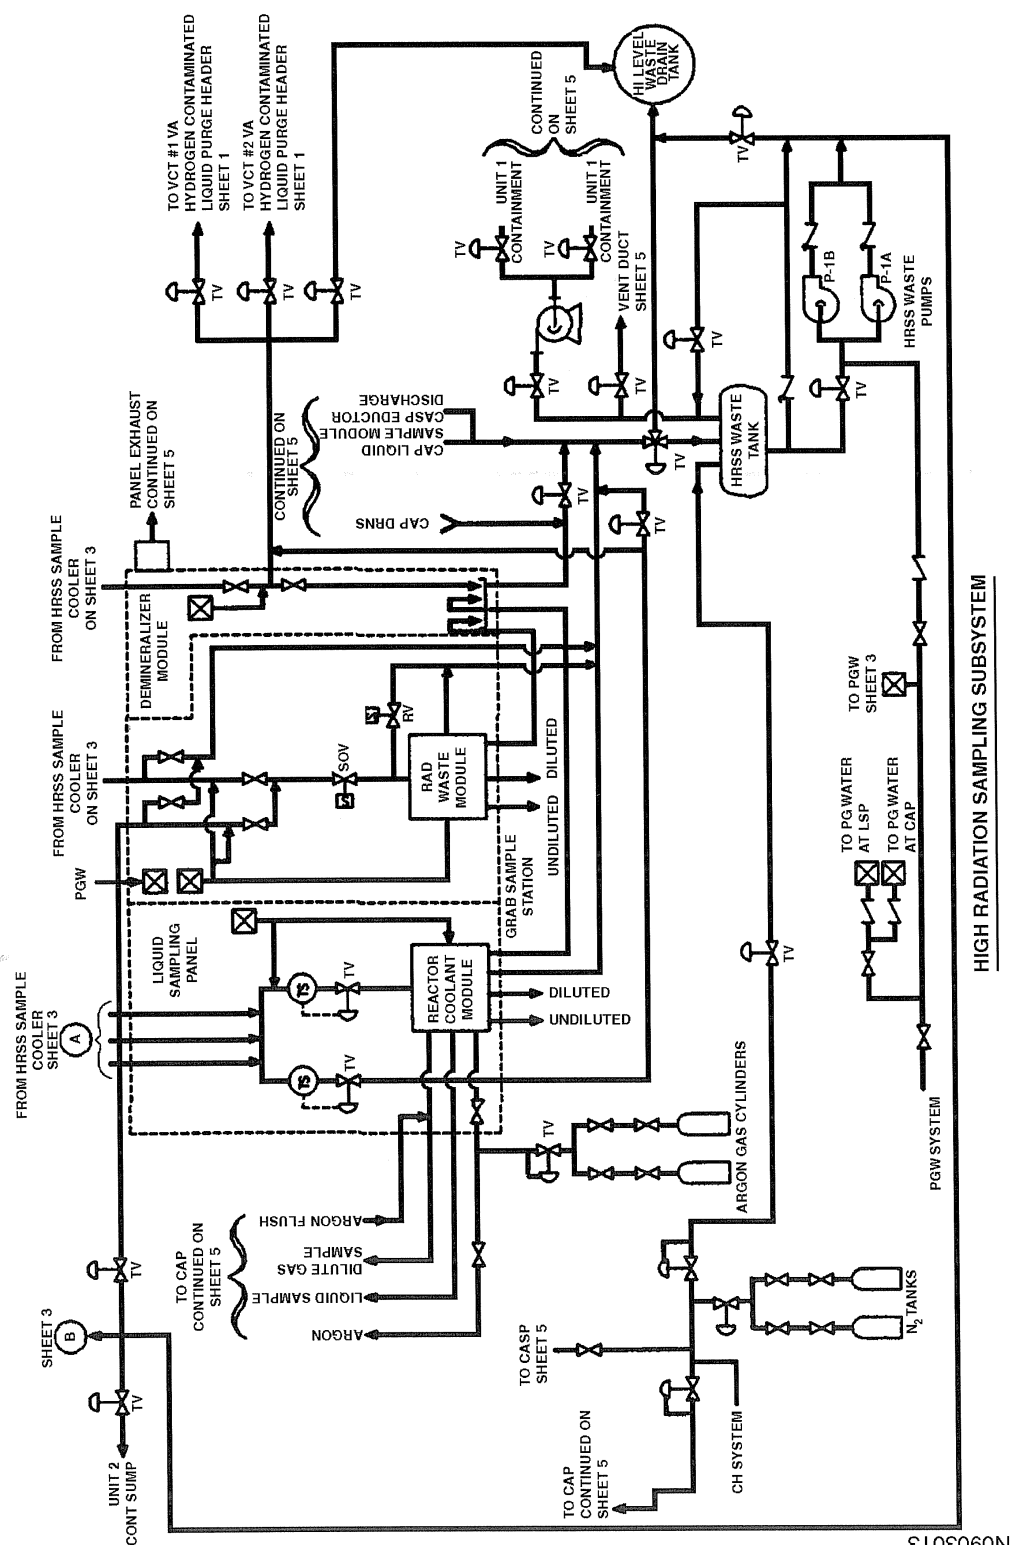 TO VCT #1 VA
HYDROGEN CONTAMINATED
LIQUID PURGE HEADER
SHEET 1
TO VCT #2 VA
HYDROGEN CONTAMINATED
LIQUID PURGE HEADER
SHEET 1
TV
TV
TV
HI LEVEL
WASTE
DRAIN
TANK
CONTINUED
ON
SHEET 5
UNIT 1
CONTAINMENT
UNIT 1
CONTAINMENT
TV
TV
VENT DUCT
SHEET 5
TV
TV
TV
TV
P-1B
P-1A
HRSS WASTE
PUMPS
TV
PANEL EXHAUST
CONTINUED ON
SHEET 5
CONTINUED ON
SHEET 5
CAP LIQUID
SAMPLE MODULE
CASP EDUCTOR
DISCHARGE
CAP DRNS
TV
TV
TV
HRSS WASTE
TANK
FROM HRSS SAMPLE
COOLER
ON SHEET 3
DEMINERALIZER
MODULE
FROM HRSS SAMPLE
COOLER
ON SHEET 3
SOV
S
RV
S
RAD
WASTE
MODULE
DILUTED
UNDILUTED
GRAB SAMPLE
STATION
PGW
LIQUID
SAMPLING
PANEL
FROM HRSS SAMPLE
COOLER
SHEET 3
A
TS
TV
TS
TV
REACTOR
COOLANT
MODULE
DILUTED
UNDILUTED
TO PGW
SHEET 3
TO PG WATER
AT LSP
TO PG WATER
AT CAP
PGW SYSTEM
TV
TV
ARGON GAS CYLINDERS
TO CAP
CONTINUED ON
SHEET 5
ARGON FLUSH
DILUTE GAS
SAMPLE
LIQUID SAMPLE
ARGON
SHEET 3
B
TV
TV
UNIT 2
CONT SUMP
TO CASP
SHEET 5
N2 TANKS
CH SYSTEM
TO CAP
CONTINUED ON
SHEET 5
HIGH RADIATION SAMPLING SUBSYSTEM